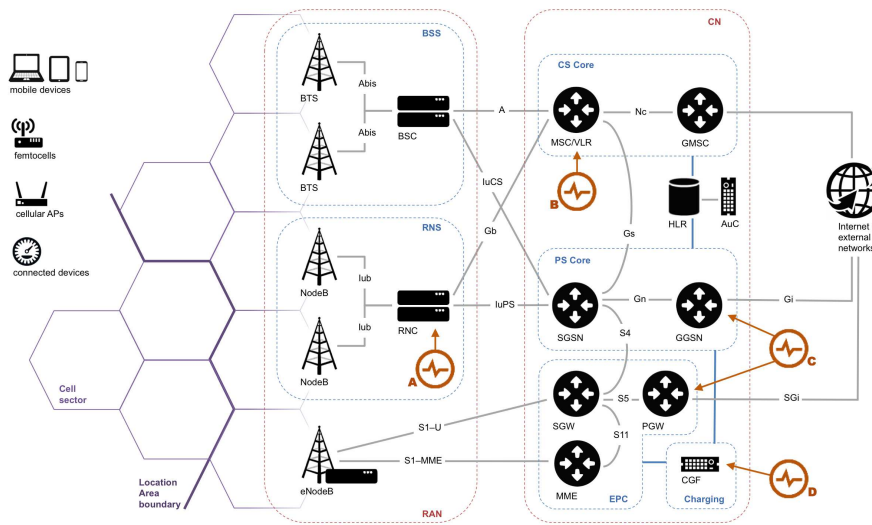 mobile devices
femtocells
cellular APs
connected devices
Cell
sector
Location
Area
boundary
BSS
BTS
Abis
Abis
BTS
BSC
RNS
NodeB
Iub
Iub
NodeB
RNC
A
eNodeB
RAN
A
IuCS
Gb
IuPS
S1–U
S1–MME
CN
CS Core
MSC/VLR
Nc
GMSC
B
Gs
HLR
AuC
PS Core
SGSN
Gn
GGSN
Gi
S4
C
SGW
S5
PGW
SGi
S11
MME
EPC
CGF
Charging
D
Internet
external
networks